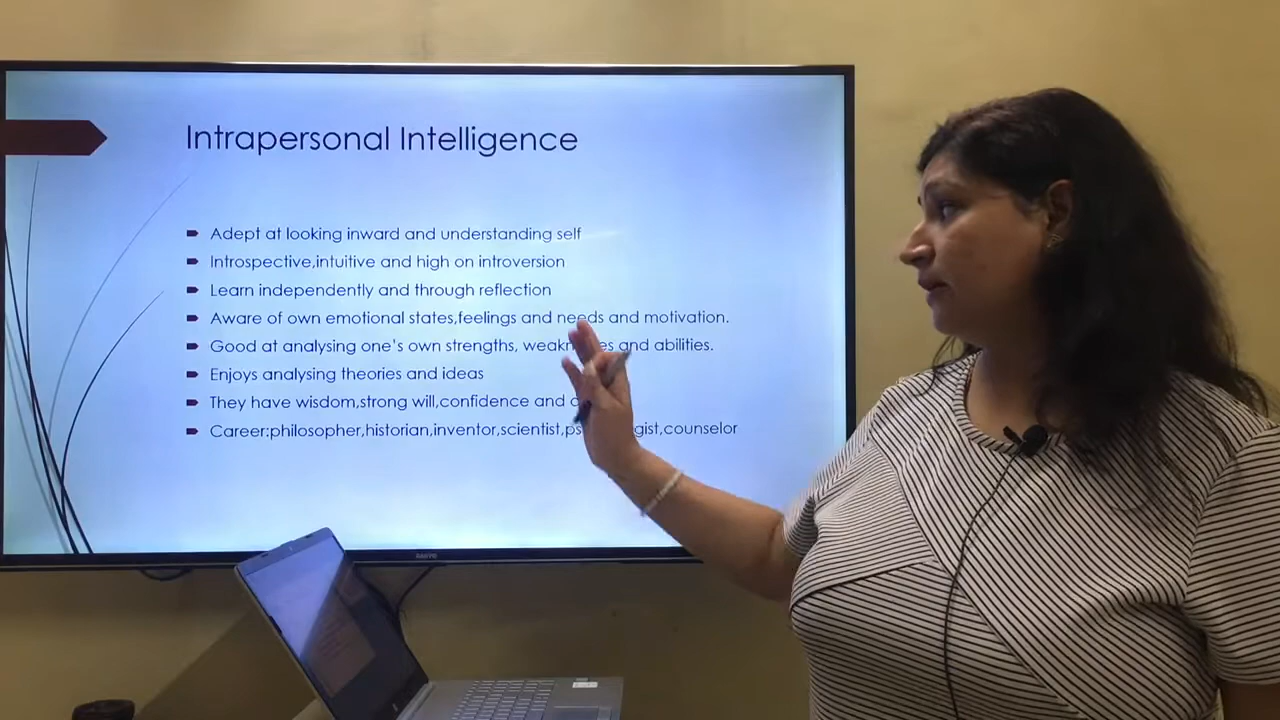 Intrapersonal Intelligence
Adept at looking inward and understanding self
Introspective,intuitive and high on introversion
Learn independently and through reflection
Aware of own emotional states,feelings and needs and motivation.
Good at analysing one's own strengths, and abilities.
Enjoys analysing theories and ideas
They have wisdom,strong will,confidence and
Career:philosopher,historian,inventor,scientist, ,counselor
SANYO